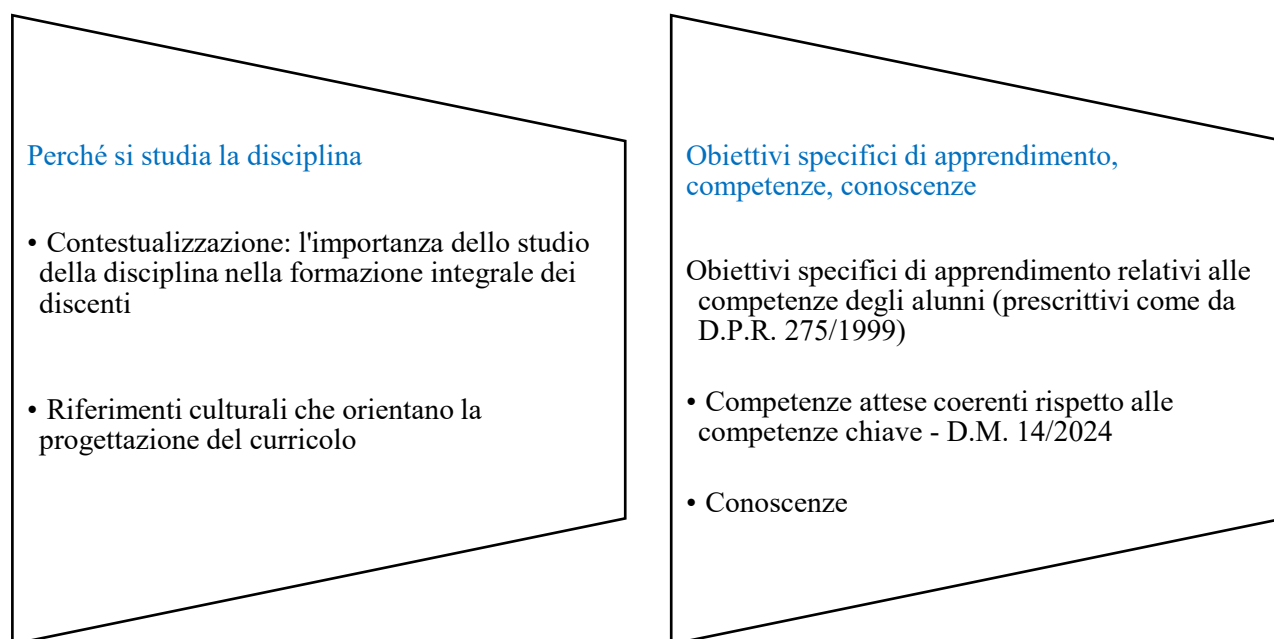 Perché si studia la disciplina
• Contestualizzazione: l'importanza dello studio
della disciplina nella formazione integrale dei
discenti
• Riferimenti culturali che orientano la
progettazione del curricolo
Obiettivi specifici di apprendimento,
competenze, conoscenze
Obiettivi specifici di apprendimento relativi alle
competenze degli alunni (prescrittivi come da
D.P.R. 275/1999)
• Competenze attese coerenti rispetto alle
competenze chiave - D.M. 14/2024
• Conoscenze